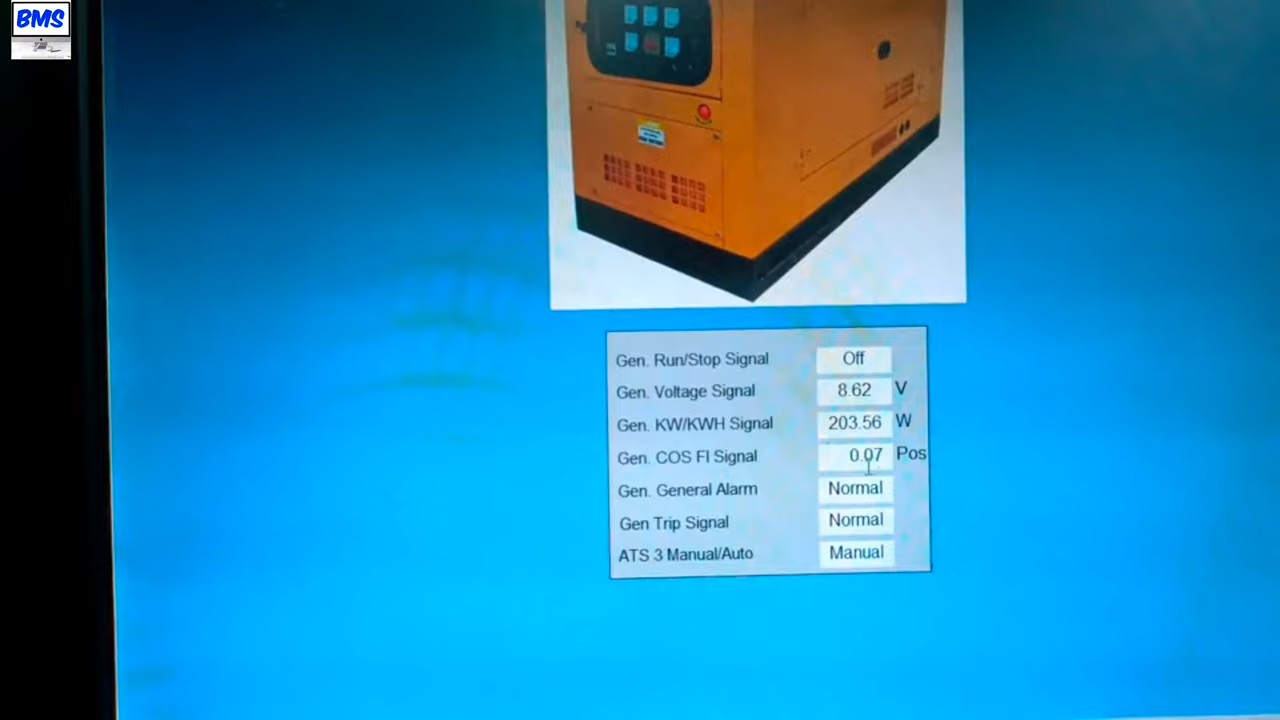 BMS
Gen. Run/Stop Signal Off
Gen. Voltage Signal 8.62 V
Gen. KW/KWH Signal 203.56 W
Gen. COS FI Signal 0.07 Pos
Gen. General Alarm Normal
Gen Trip Signal Normal
ATS 3 Manual/Auto Manual